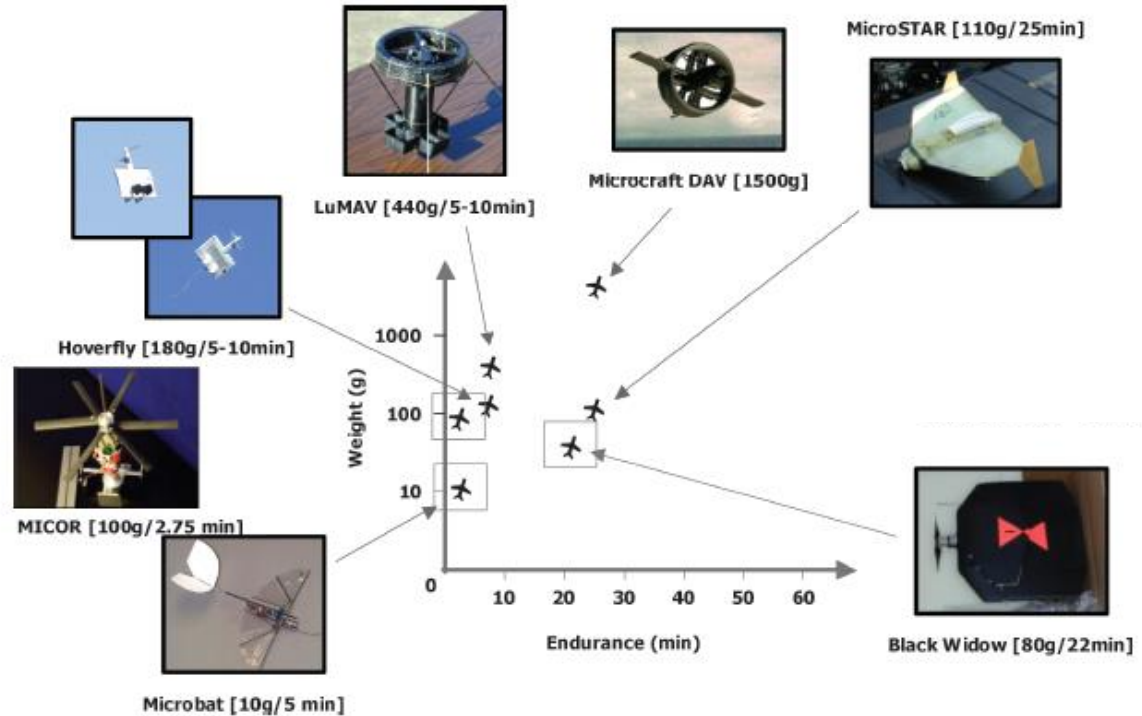 MicroSTAR [110g/25min]
Microcraft DAV [1500g]
LuMAV [440g/5-10min]
Hoverfly [180g/5-10min]
MICOR [100g/2.75 min]
Microbat [10g/5 min]
Black Widow [80g/22min]
Weight (g)
1000
100
10
0
10
20
30
40
50
60
Endurance (min)